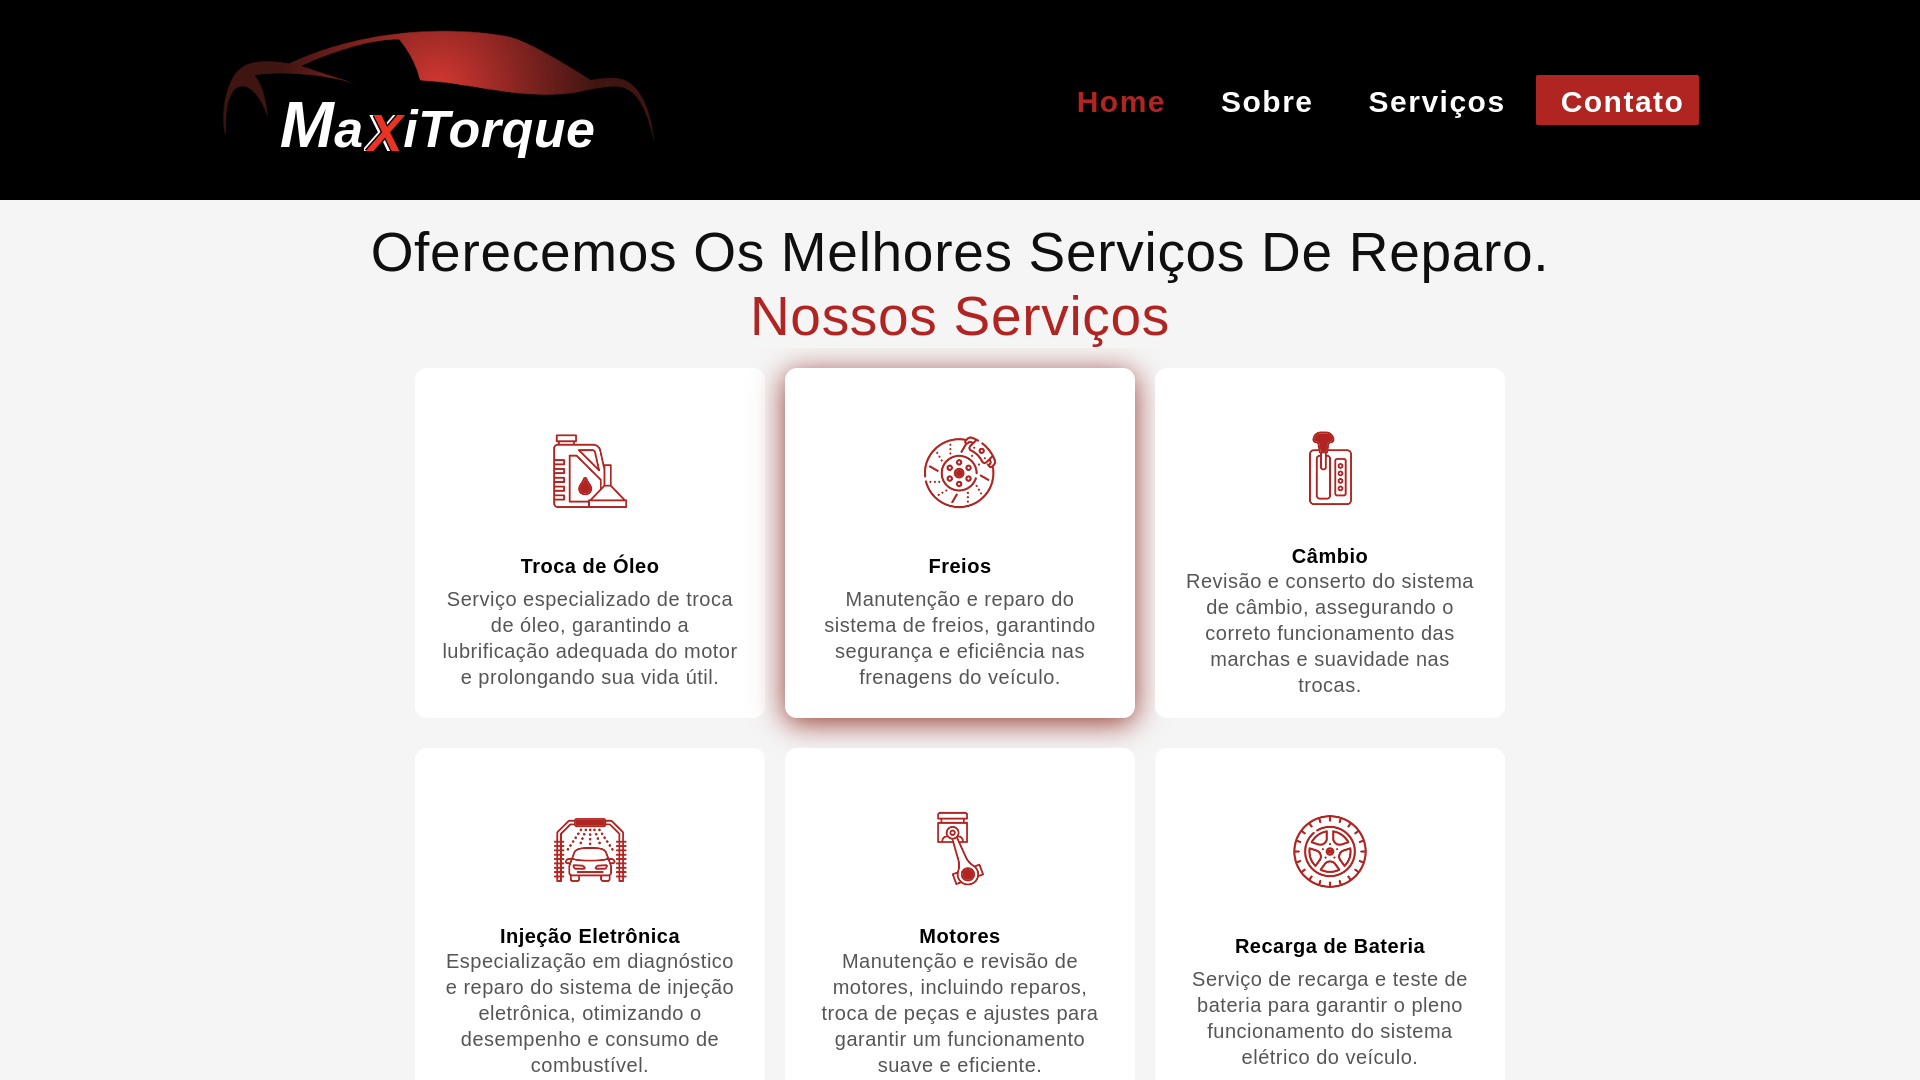 MaxiTorque
Home Sobre Serviços Contato
Oferecemos Os Melhores Serviços De Reparo.
Nossos Serviços
Troca de Óleo
Serviço especializado de troca
de óleo, garantindo a
lubrificação adequada do motor
e prolongando sua vida útil.
Freios
Manutenção e reparo do
sistema de freios, garantindo
segurança e eficiência nas
frenagens do veículo.
Câmbio
Revisão e conserto do sistema
de câmbio, assegurando o
correto funcionamento das
marchas e suavidade nas
trocas.
Injeção Eletrônica
Especialização em diagnóstico
e reparo do sistema de injeção
eletrônica, otimizando o
desempenho e consumo de
combustível.
Motores
Manutenção e revisão de
motores, incluindo reparos,
troca de peças e ajustes para
garantir um funcionamento
suave e eficiente.
Recarga de Bateria
Serviço de recarga e teste de
bateria para garantir o pleno
funcionamento do sistema
elétrico do veículo.